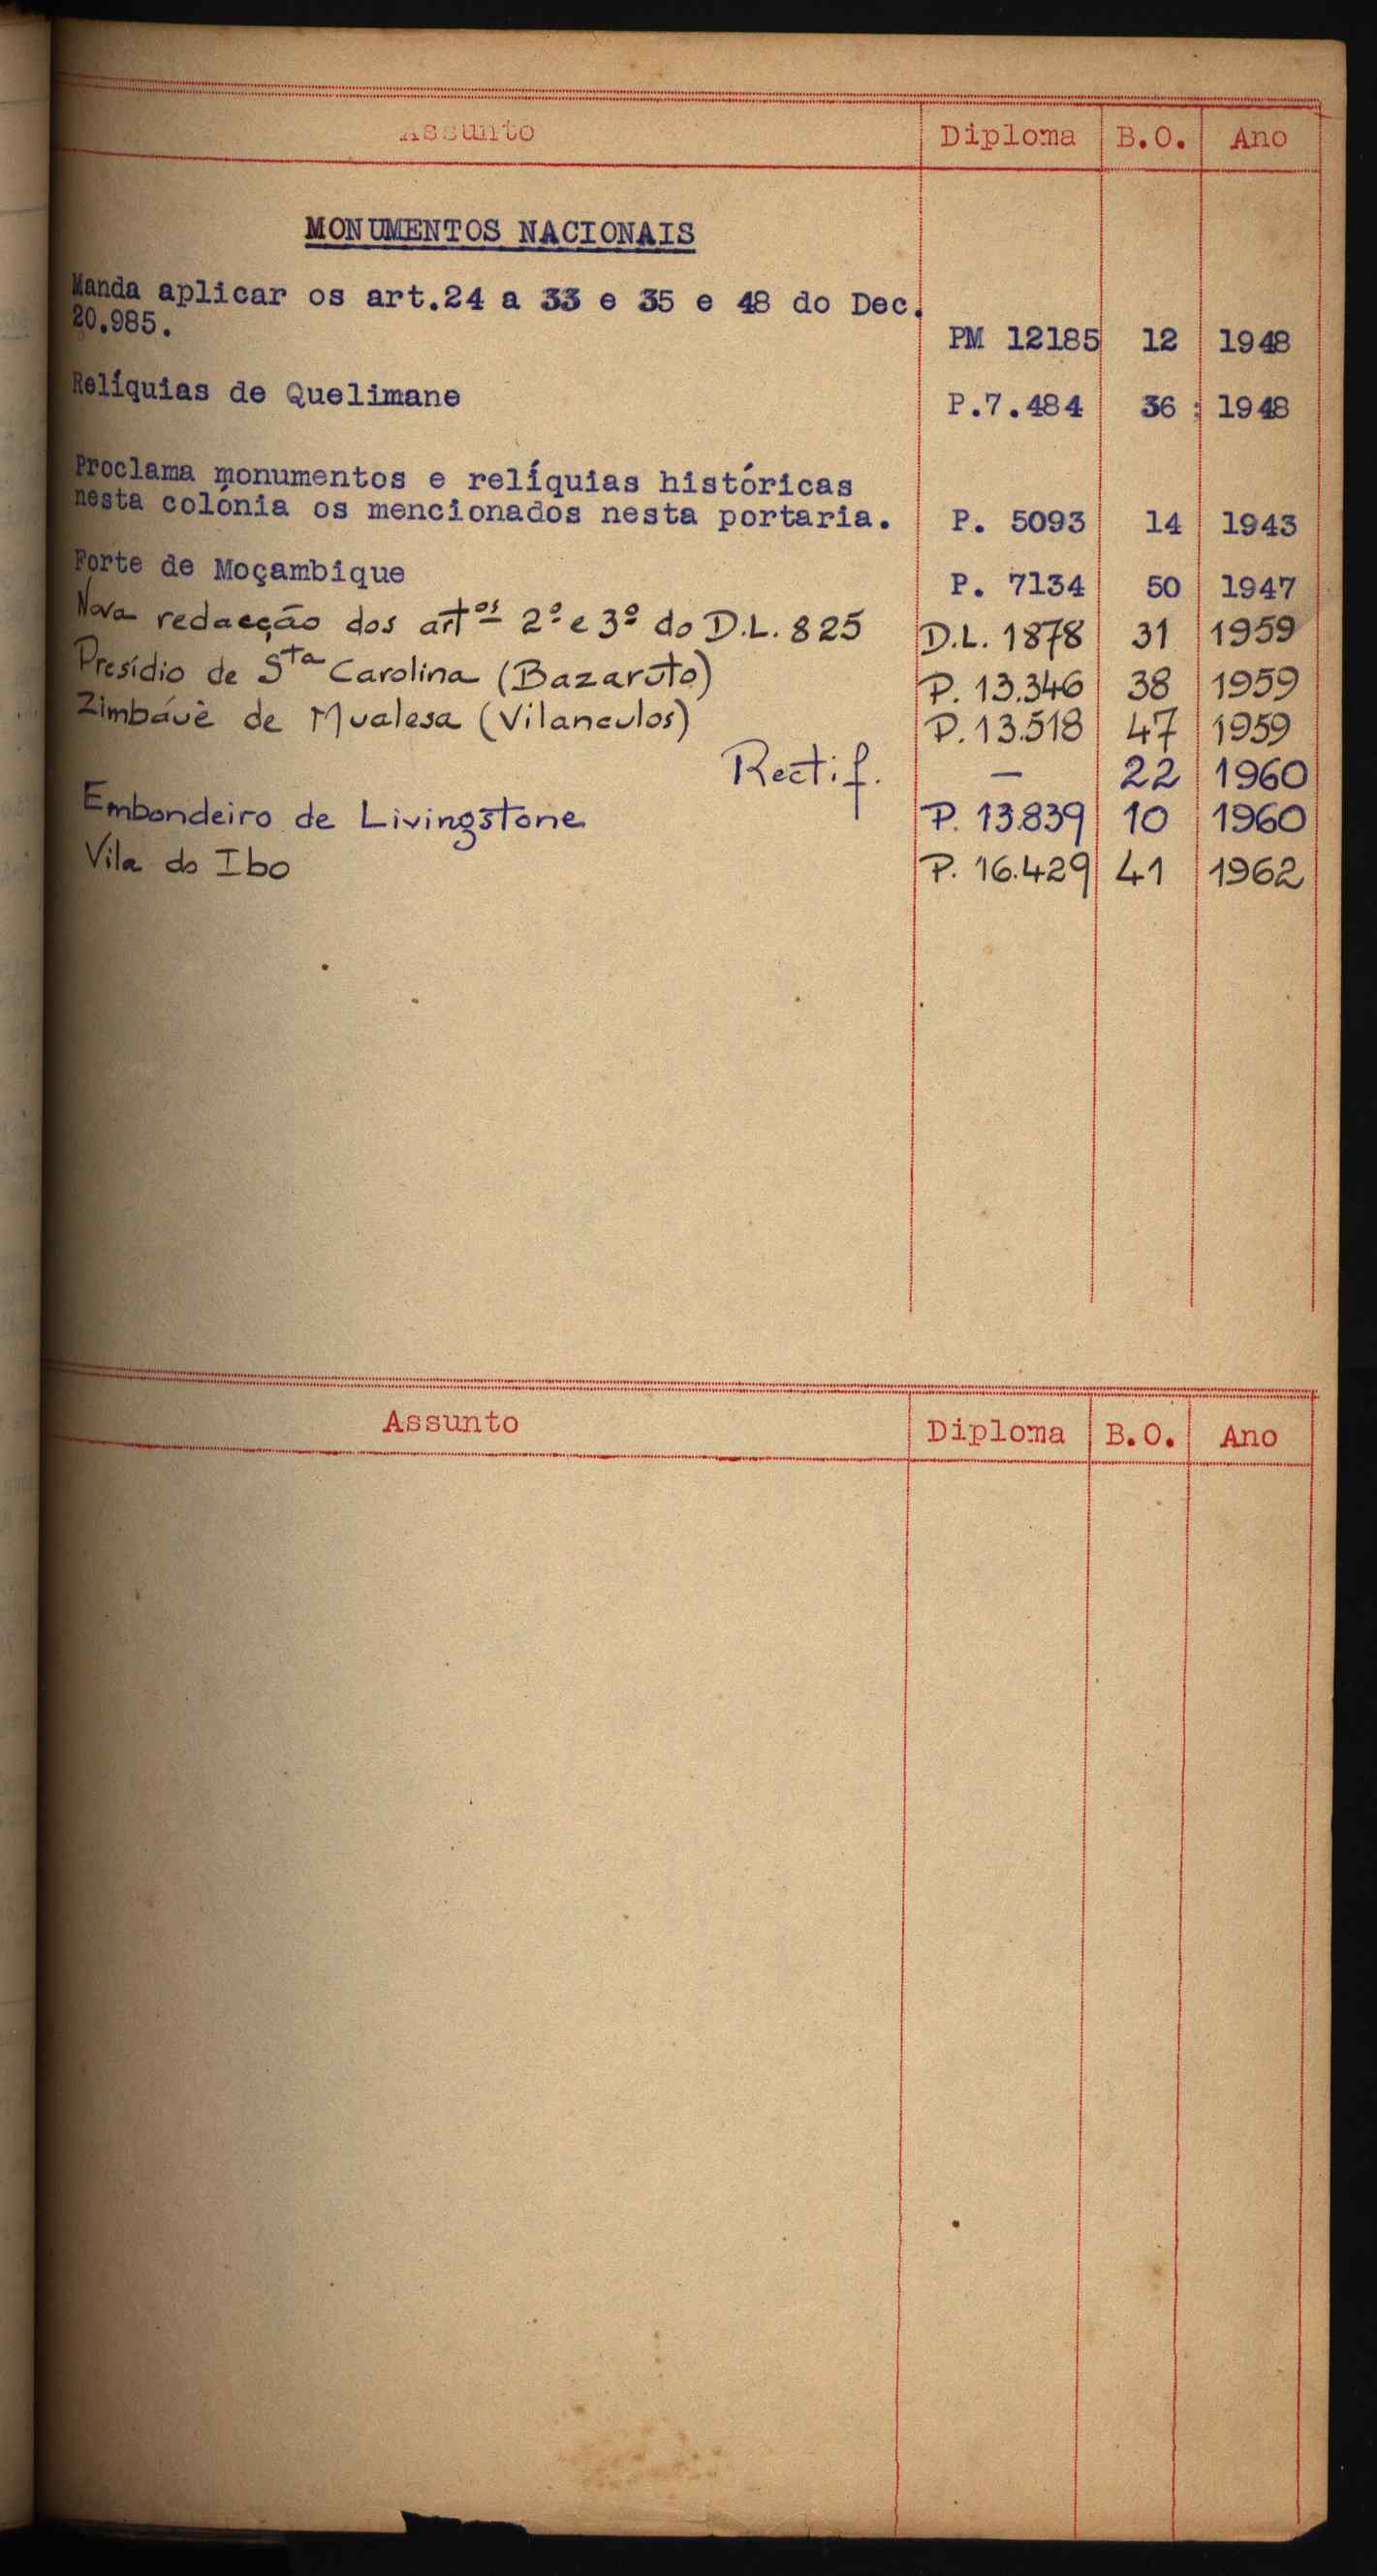 Assunto Diploma B.O. Ano
MONUMENTOS NACIONAIS
Manda aplicar os art.24 a 33 e 35 e 48 do Dec.
20.985. PM 12185 12 1948
Relíquias de Quelimane P.7.484 36 : 1948
Proclama monumentos e relíquias históricas
nesta colónia os mencionados nesta portaria. P. 5093 14 1943
Forte de Moçambique P. 7134 50 1947
Nova redacção dos artos 2º e 3º do D.L. 825 D.L. 1878 31 1959
Presídio de Sta Carolina (Bazaruto) P. 13.346 38 1959
Zimbáuè de Mualesa (Vilanculos) P. 13.518 47 1959
Rectif. — 22 1960
Embondeiro de Livingstone P. 13839 10 1960
Vila do Ibo P. 16.429 41 1962
Assunto Diploma B.O. Ano